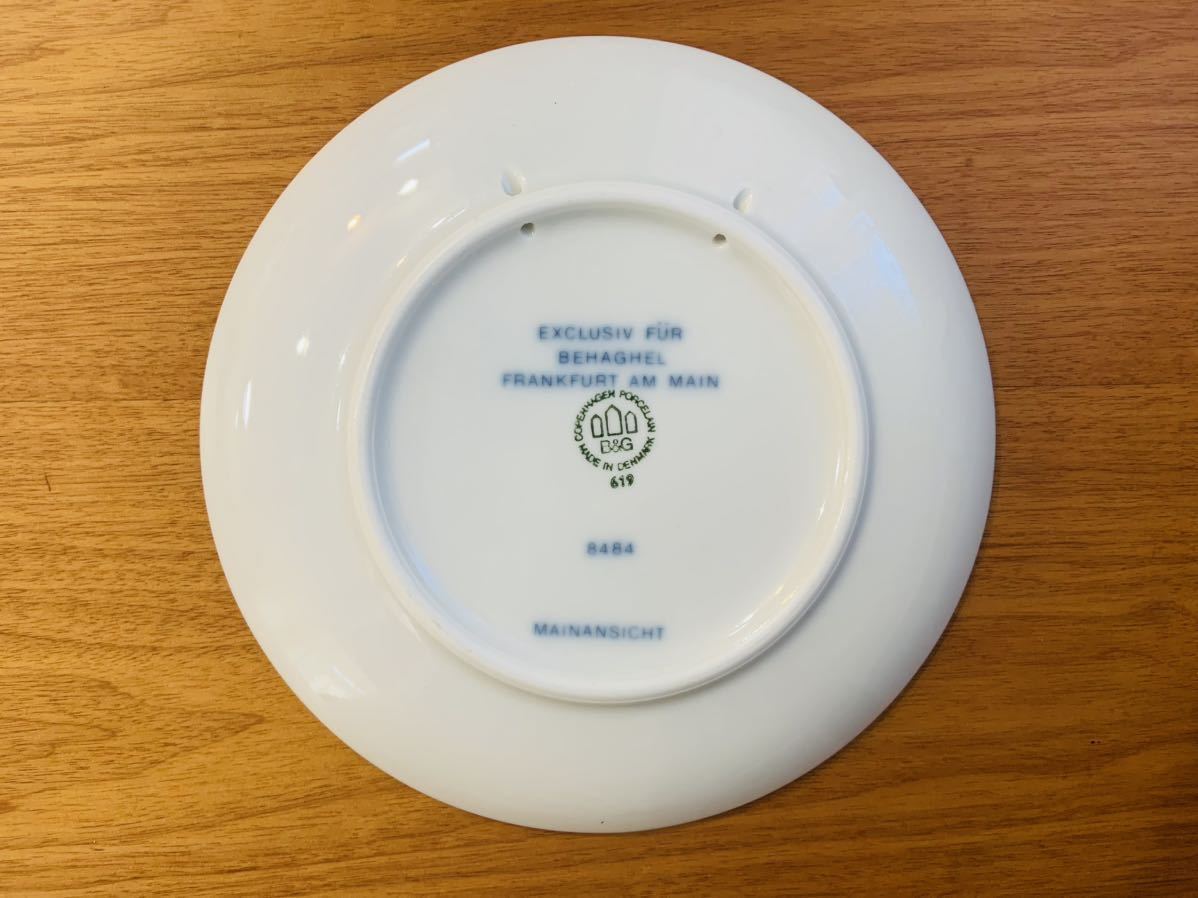 EXCLUSIV FÜR
BEHAGHEL
FRANKFURT AM MAIN
COPENHAGEN PORCELAIN
B&G
MADE IN DENMARK
619
8484
MAINANSICHT